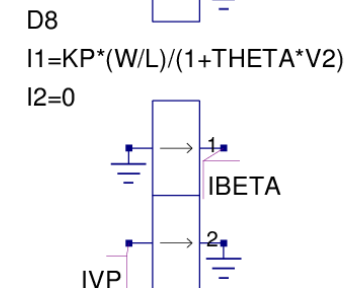 D8
I1=KP*(W/L)/(1+THETA*V2)
I2=0
1
IBETA
2
IVP